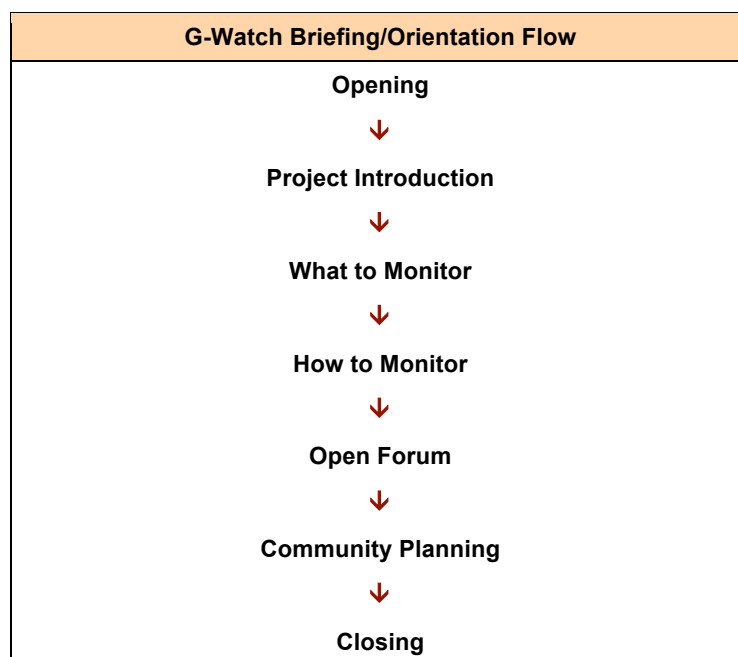 G-Watch Briefing/Orientation Flow
Opening
Project Introduction
What to Monitor
How to Monitor
Open Forum
Community Planning
Closing